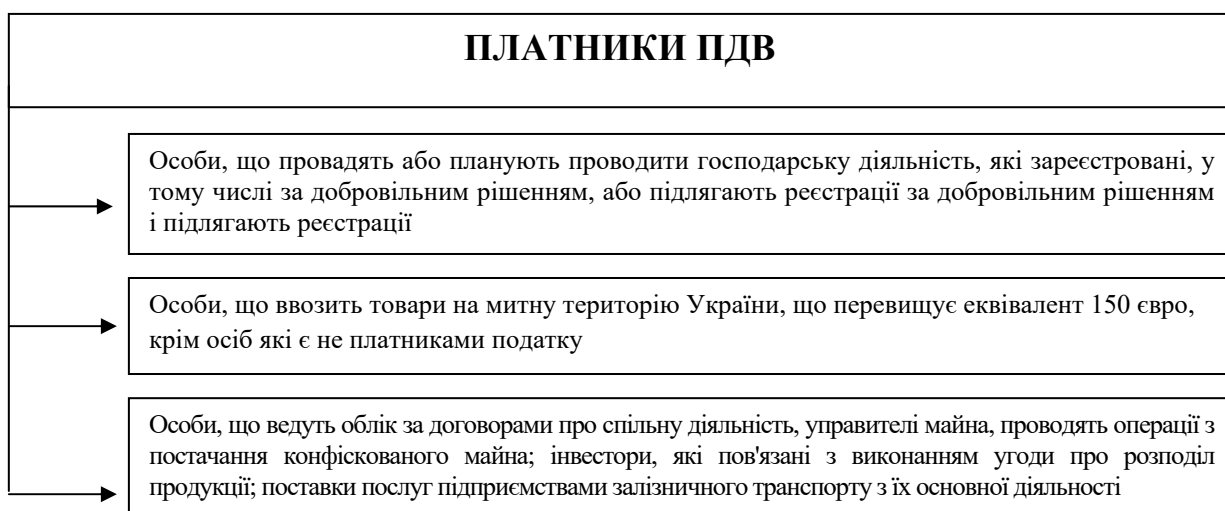 ПЛАТНИКИ ПДВ
Особи, що провадять або планують проводити господарську діяльність, які зареєстровані, у
тому числі за добровільним рішенням, або підлягають реєстрації за добровільним рішенням
і підлягають реєстрації
Особи, що ввозить товари на митну територію України, що перевищує еквівалент 150 євро,
крім осіб які є не платниками податку
Особи, що ведуть облік за договорами про спільну діяльність, управителі майна, проводять операції з
постачання конфіскованого майна; інвестори, які пов'язані з виконанням угоди про розподіл
продукції; поставки послуг підприємствами залізничного транспорту з їх основної діяльності